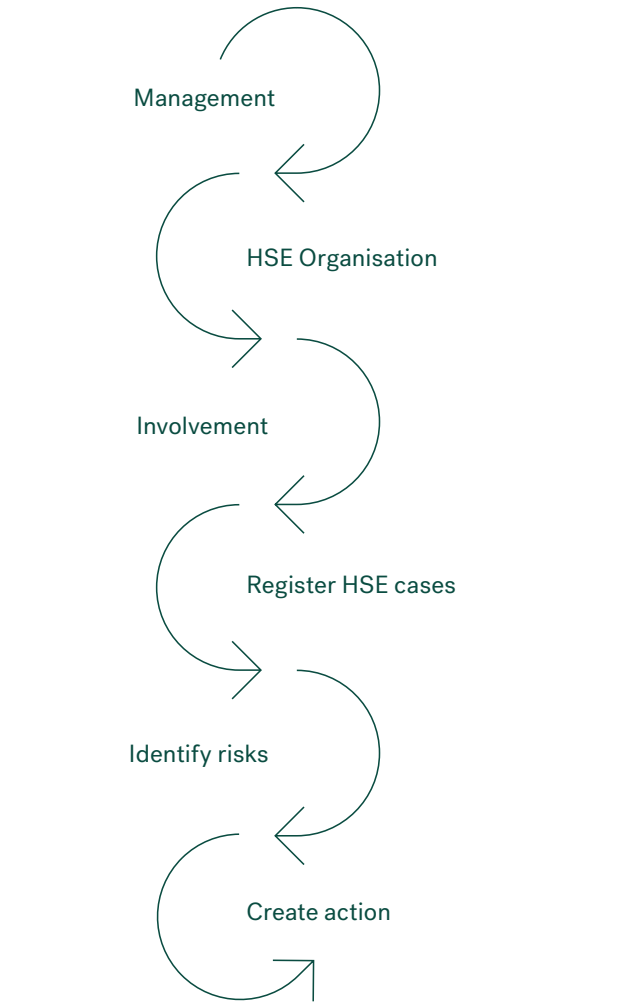 Management
HSE Organisation
Involvement
Register HSE cases
Identify risks
Create action